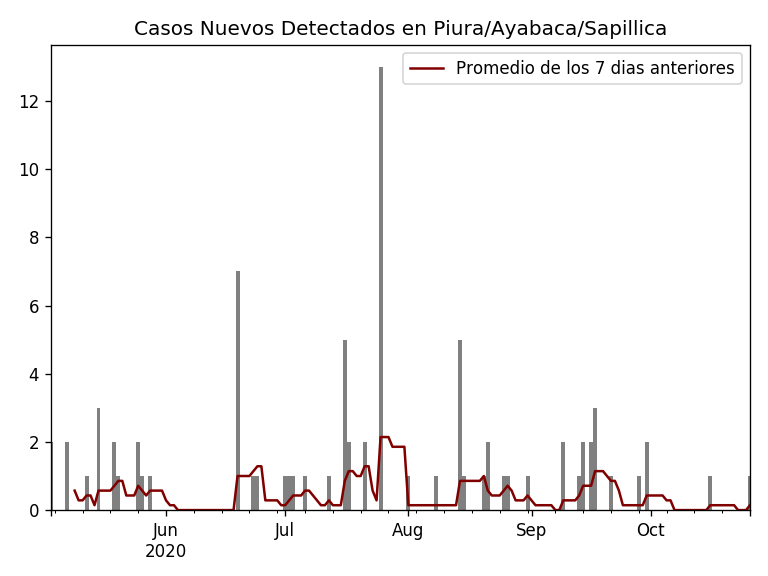 Casos Nuevos Detectados en Piura/Ayabaca/Sapillica
Promedio de los 7 dias anteriores
12
10
8
6
4
2
0
Jun Jul Aug Sep Oct
2020